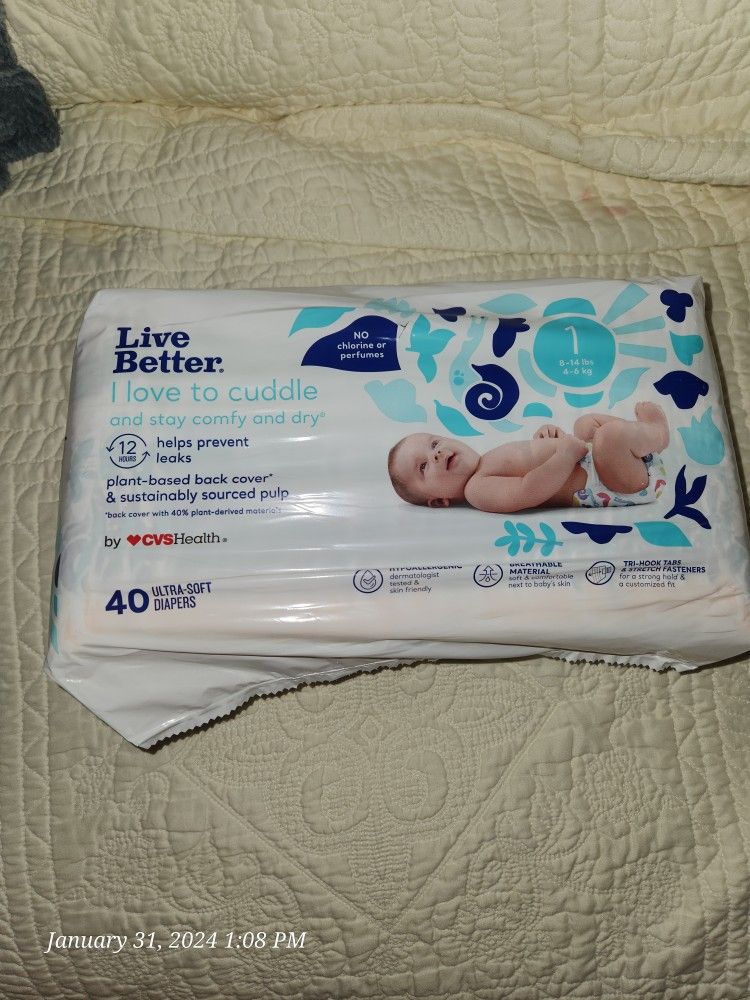 Live
Better.
I love to cuddle
and stay comfy and dry®
12
HOURS
helps prevent
leaks
plant-based back cover*
& sustainably sourced pulp
*back cover with 40% plant-derived materials
by CVSHealth®
40 ULTRA-SOFT
DIAPERS
NO
chlorine or
perfumes
1
8-14 lbs
4-6 kg
HYPOALLERGENIC
dermatologist
tested &
skin friendly
BREATHABLE
MATERIAL
soft & comfortable
next to baby's skin
TRI-HOOK TABS
& STRETCH FASTENERS
for a strong hold &
a customized fit
January 31, 2024 1:08 PM